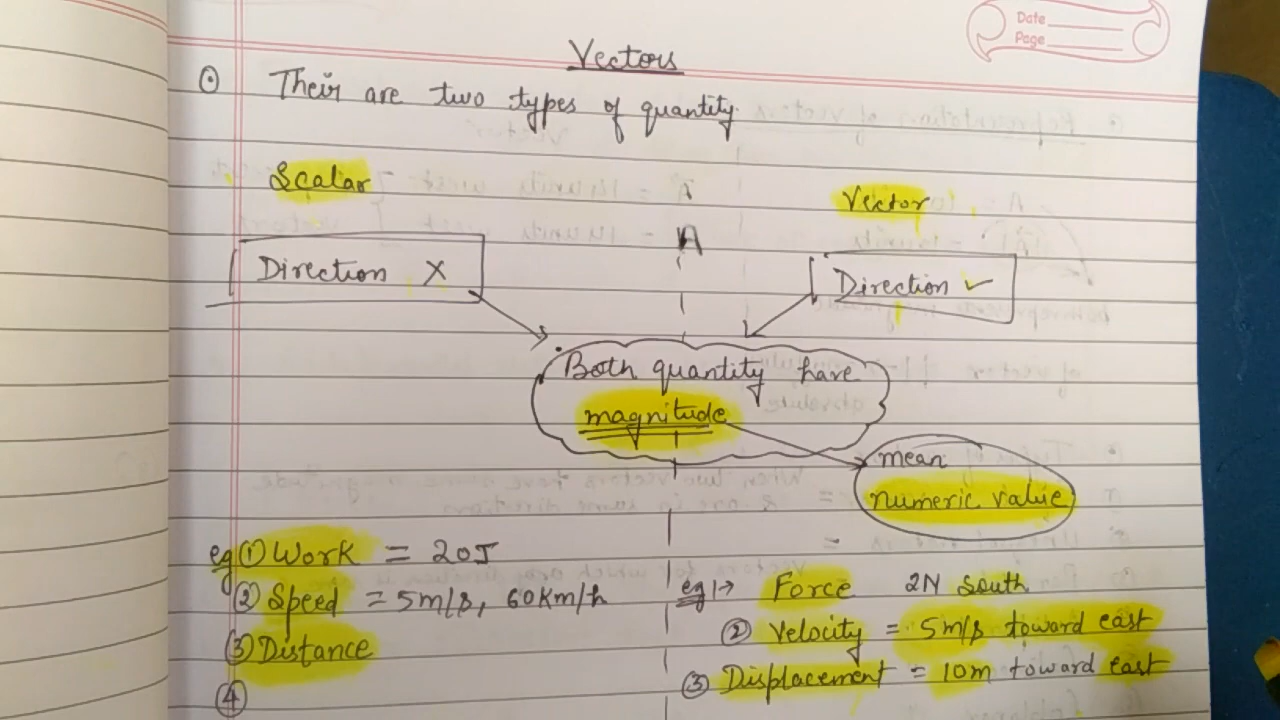 Date
Page
Vectors
Their are two types of quantity.
Scalar
Vector
A
Direction X
Direction ✓
Both quantity have
magnitude
mean
numeric value
eg ① Work = 20J
② Speed = 5m/s, 60Km/h
③ Distance
④
eg 1→ Force 2N South
② Velocity = 5m/s toward east
③ Displacement = 10m toward east